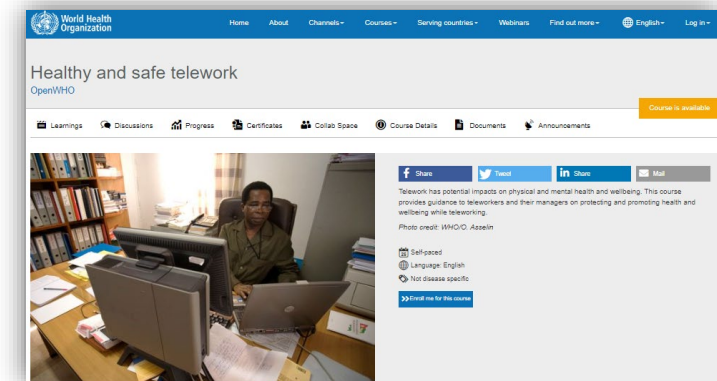 World Health
Organization
Home About Channels Courses Serving countries Webinars Find out more English Log in
Healthy and safe telework
OpenWHO
Course is available
Learnings Discussions Progress Certificates Collab Space Course Details Documents Announcements
Share Tweet Share Mail
Telework has potential impacts on physical and mental health and wellbeing. This course
provides guidance to teleworkers and their managers on protecting and promoting health and
wellbeing while teleworking.
Photo credit: WHO/O. Asselin
Self-paced
Language: English
Not disease specific
Enroll me for this course